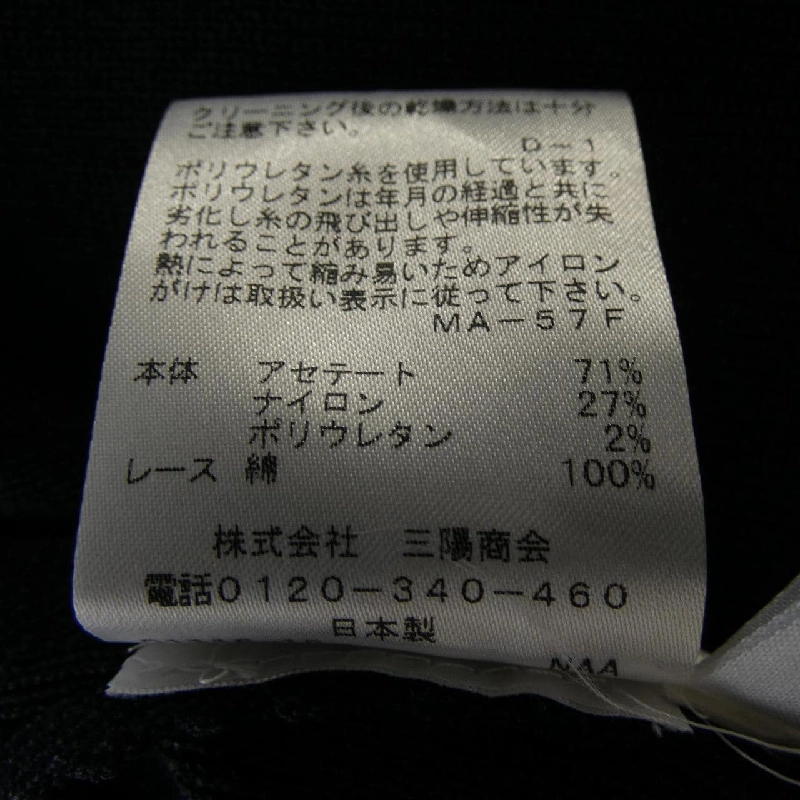 クリーニング後の乾燥方法は十分
ご注意下さい。
D－1
ポリウレタン糸を使用しています。
ポリウレタンは年月の経過と共に
劣化し糸の飛び出しや伸縮性が失
われることがあります。
熱によって縮み易いためアイロン
がけは取扱い表示に従って下さい。
MA－57F
本体 アセテート 71%
ナイロン 27%
ポリウレタン 2%
レース 綿 100%
株式会社 三陽商会
電話0120－340－460
日本製
NAA